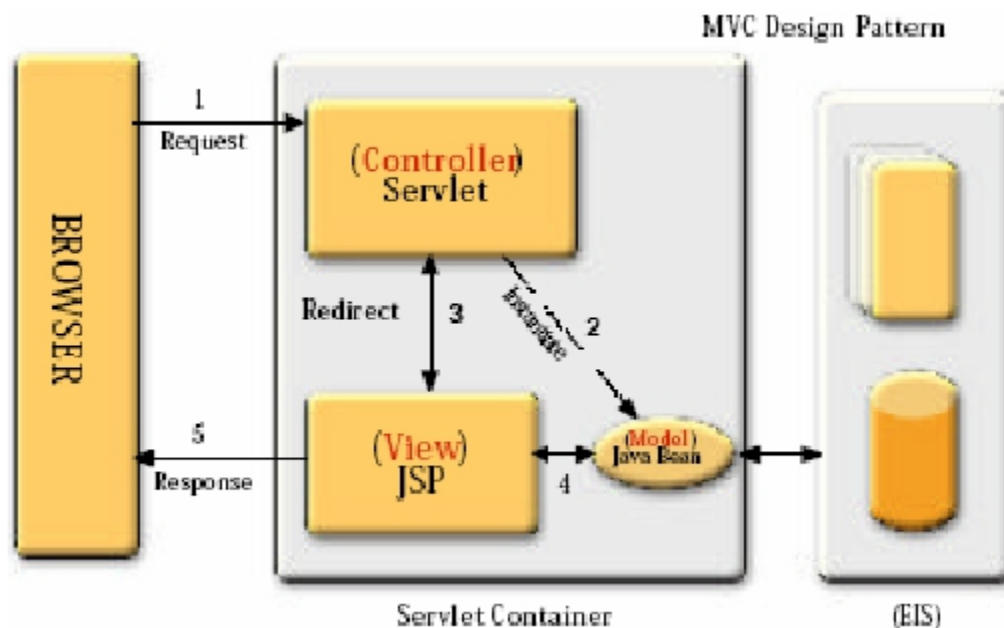 MVC Design Pattern
1
Request
(Controller)
Servlet
BROWSER
Redirect
3
Instantiate
2
5
Response
(View)
JSP
4
(Model)
Java Bean
Servlet Container
(EIS)